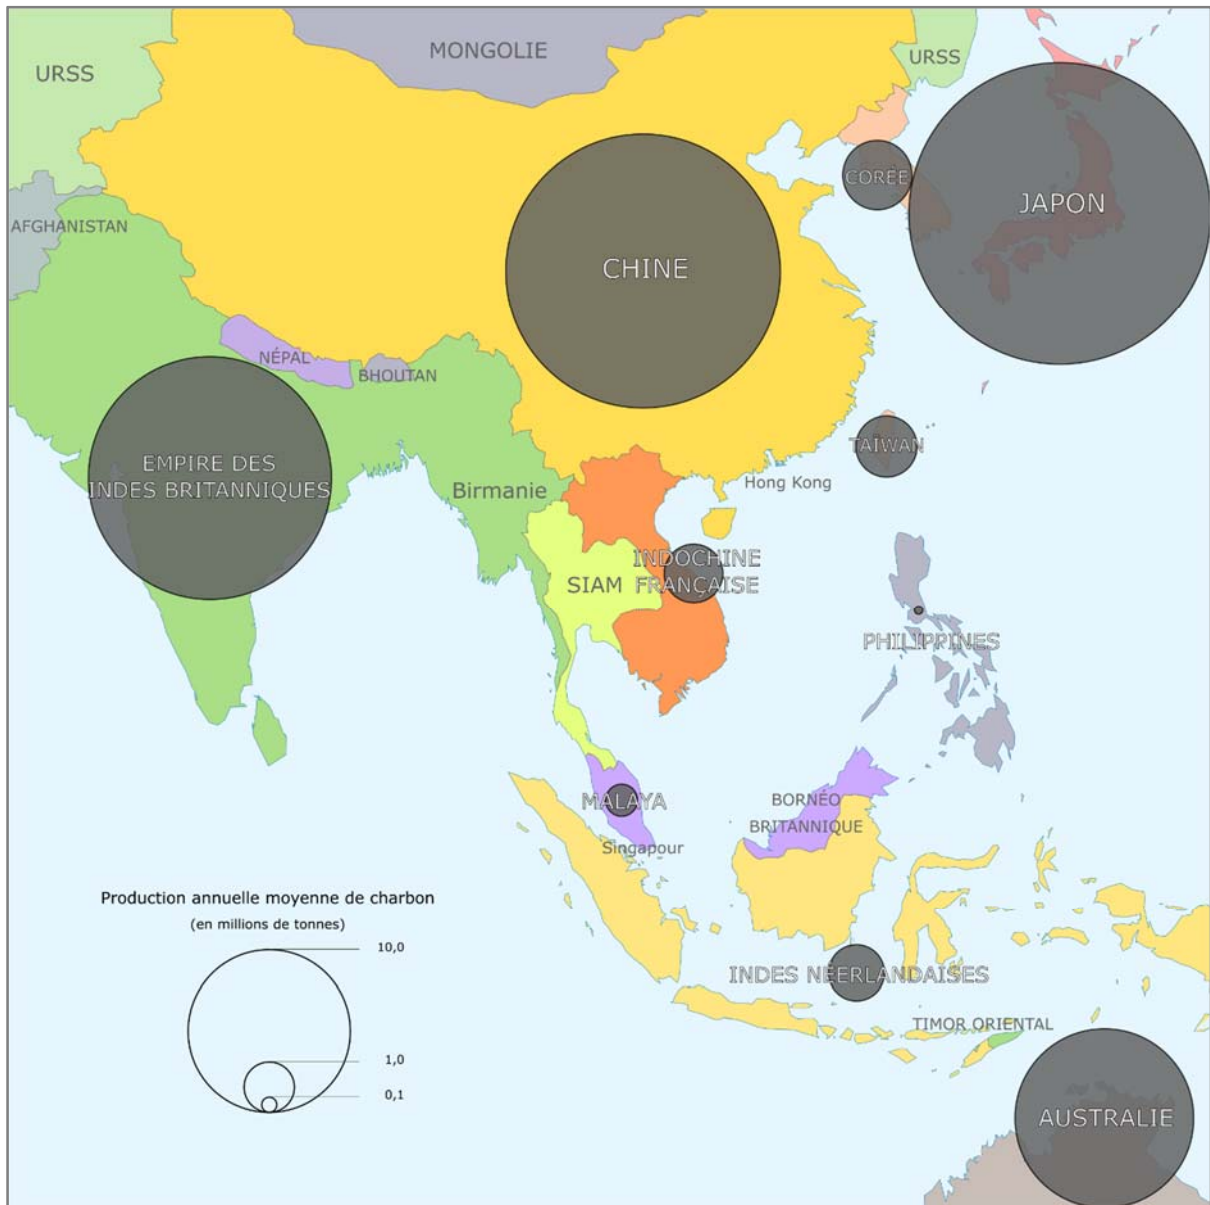 MONGOLIE
URSS
URSS
CORÉE
JAPON
AFGHANISTAN
CHINE
NÉPAL
BHOUTAN
TAÏWAN
EMPIRE DES
INDES BRITANNIQUES
Birmanie
Hong Kong
INDOCHINE
FRANÇAISE
SIAM
PHILIPPINES
MALAYA
BORNÉO
BRITANNIQUE
Singapour
Production annuelle moyenne de charbon
(en millions de tonnes)
10,0
1,0
0,1
INDES NÉERLANDAISES
TIMOR ORIENTAL
AUSTRALIE